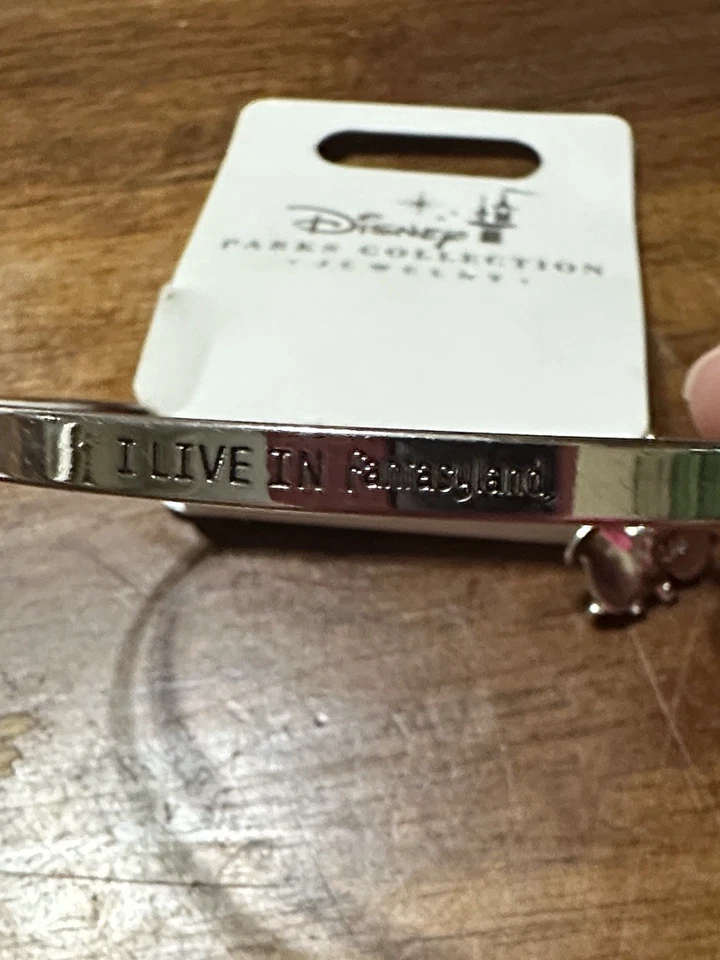 Disney
PARKS COLLECTION
• JEWELRY •
I LIVE IN fantasyland,